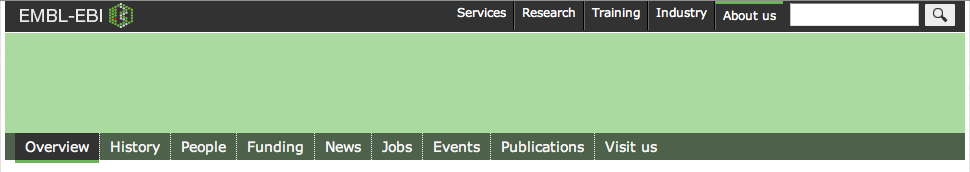 EMBL-EBI Services Research Training Industry About us
Overview History People Funding News Jobs Events Publications Visit us